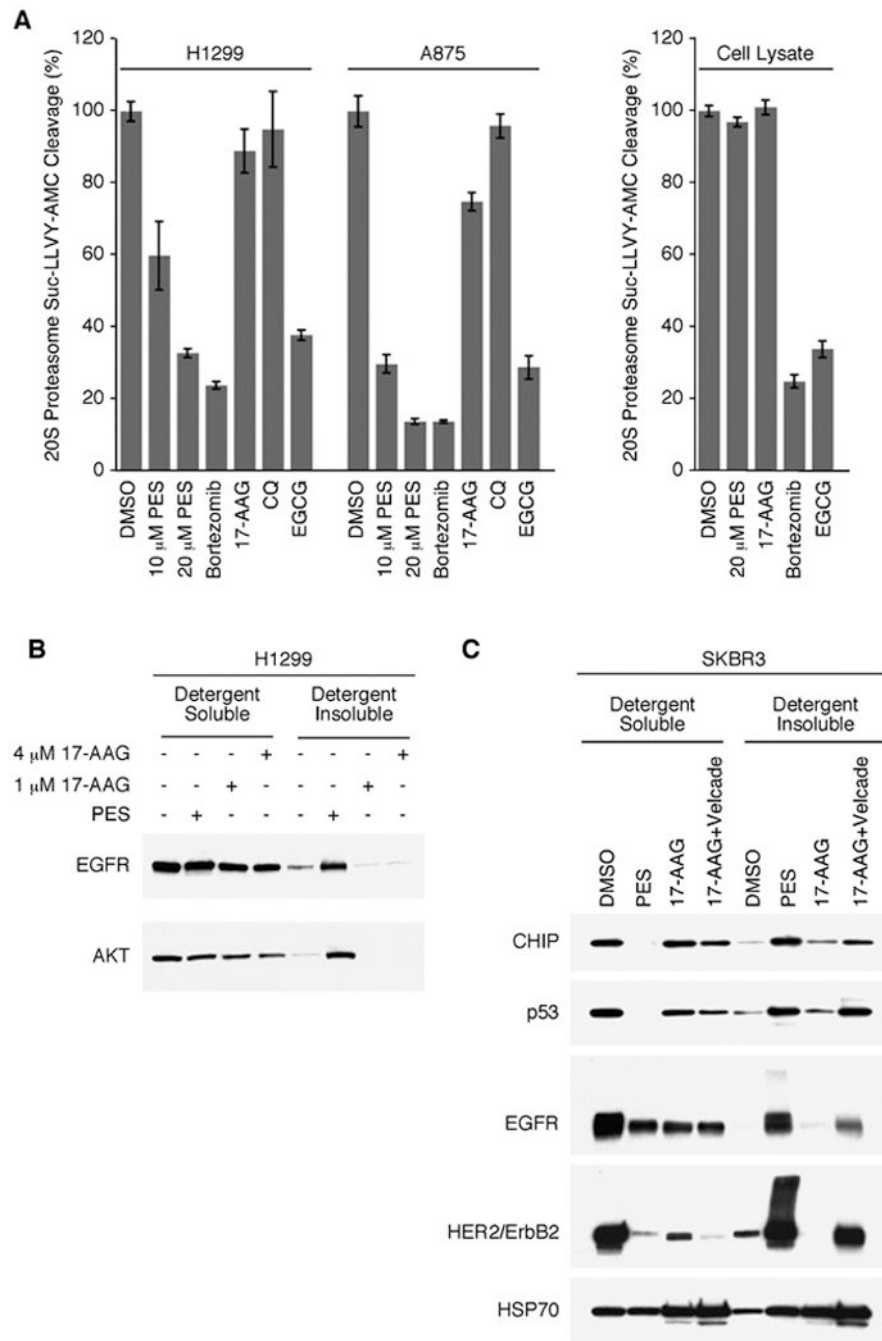 A
20S Proteasome Suc-LLVY-AMC Cleavage (%)
120
100
80
60
40
20
0
H1299
A875
DMSO
10 μM PES
20 μM PES
Bortezomib
17-AAG
CQ
EGCG
DMSO
10 μM PES
20 μM PES
Bortezomib
17-AAG
CQ
EGCG
20S Proteasome Suc-LLVY-AMC Cleavage (%)
120
100
80
60
40
20
0
Cell Lysate
DMSO
20 μM PES
17-AAG
Bortezomib
EGCG
B
H1299
Detergent Soluble
Detergent Insoluble
4 μM 17-AAG - - - + - - - +
1 μM 17-AAG - - + - - - + -
PES - + - - - + - -
EGFR
AKT
C
SKBR3
Detergent Soluble
Detergent Insoluble
DMSO
PES
17-AAG
17-AAG+Velcade
DMSO
PES
17-AAG
17-AAG+Velcade
CHIP
p53
EGFR
HER2/ErbB2
HSP70